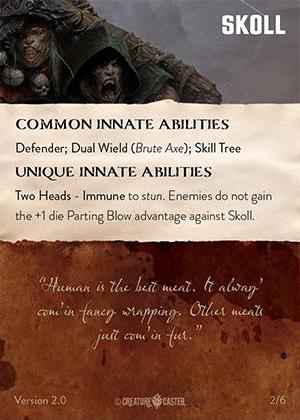 SKOLL
COMMON INNATE ABILITIES
Defender; Dual Wield (Brute Axe); Skill Tree
UNIQUE INNATE ABILITIES
Two Heads - Immune to stun. Enemies do not gain
the +1 die Parting Blow advantage against Skoll.
"Human is the best meat. It alway'
com'in fancy wrapping. Other meats
just com'in fur."
Version 2.0
© CREATURE CASTER
2/6